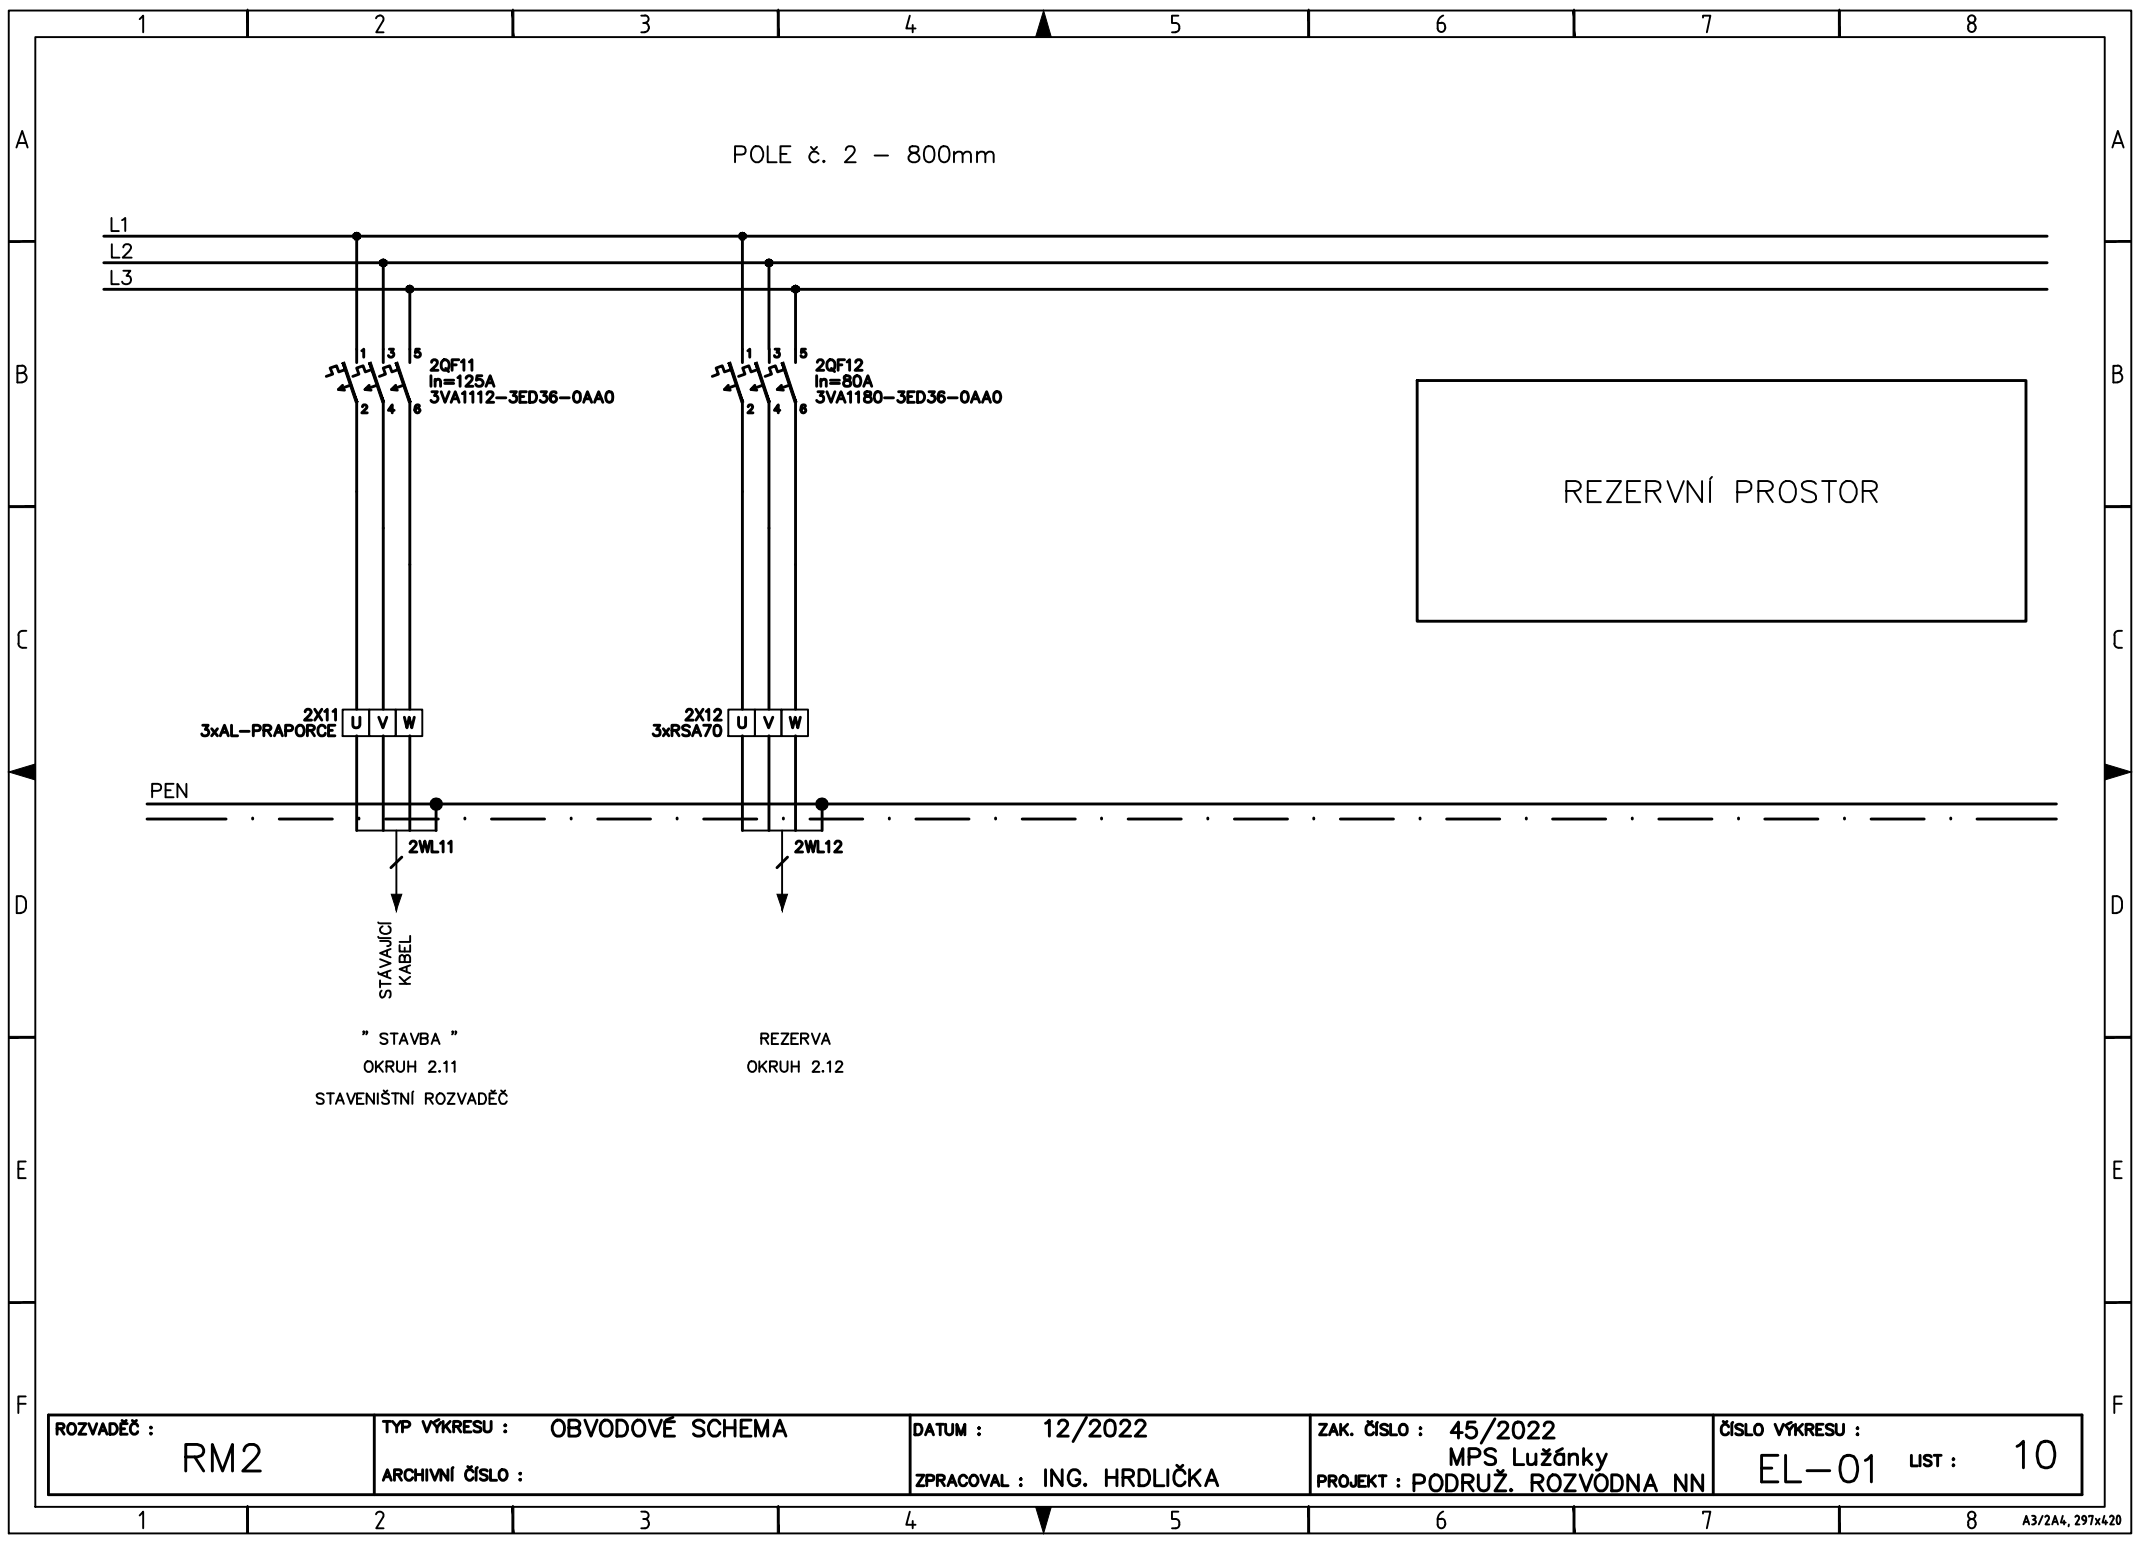 1 2 3 4 5 6 7 8
A A
POLE č. 2 – 800mm
L1
L2
L3
B B
1 3 5
2QF11
In=125A
3VA1112-3ED36-0AA0
2 4 6
1 3 5
2QF12
In=80A
3VA1180-3ED36-0AA0
2 4 6
REZERVNÍ PROSTOR
C C
2X11
3xAL-PRAPORCE
U V W
2X12
3xRSA70
U V W
PEN
2WL11
2WL12
D D
STÁVAJÍCÍ
KABEL
" STAVBA "
OKRUH 2.11
STAVENIŠTNÍ ROZVADĚČ
REZERVA
OKRUH 2.12
E E
F F
ROZVADĚČ :
RM2
TYP VÝKRESU : OBVODOVÉ SCHEMA
ARCHIVNÍ ČÍSLO :
DATUM : 12/2022
ZPRACOVAL : ING. HRDLIČKA
ZAK. ČÍSLO : 45/2022
MPS Lužánky
PROJEKT : PODRUŽ. ROZVODNA NN
ČÍSLO VÝKRESU :
EL-01
LIST : 10
1 2 3 4 5 6 7 8
A3/2A4, 297x420